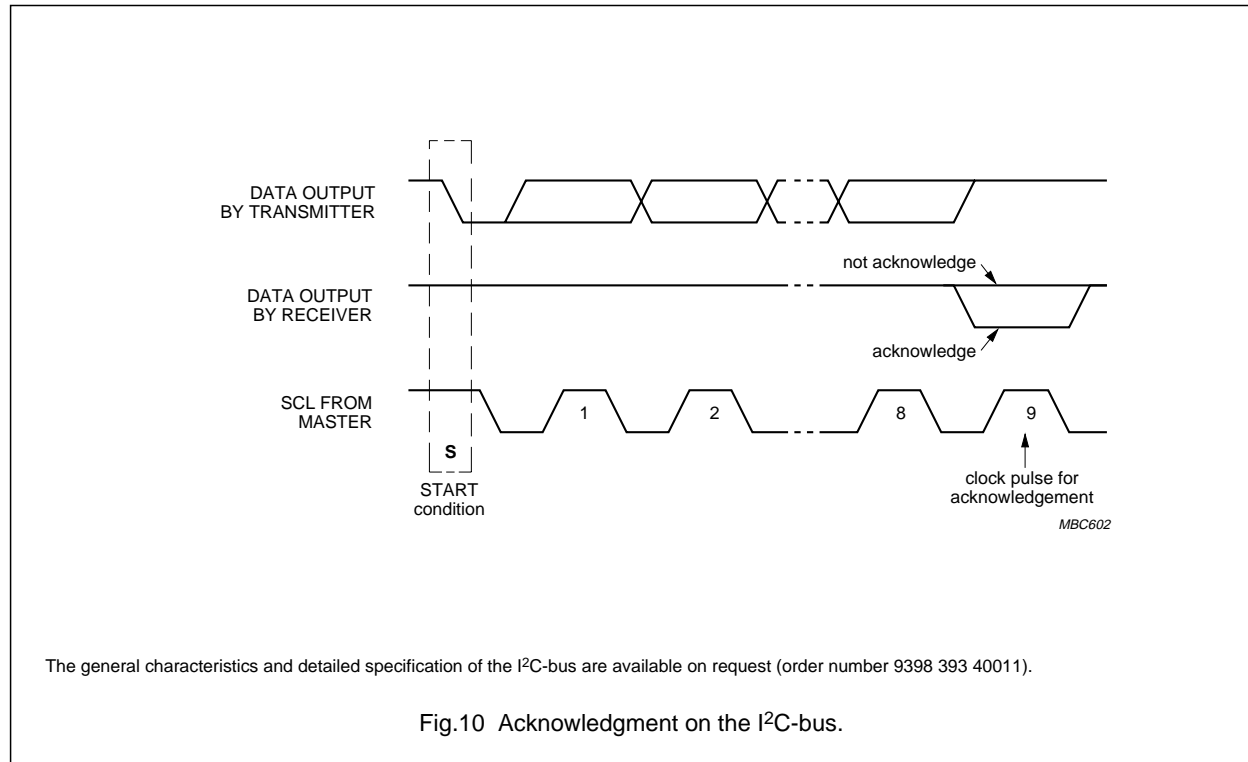 DATA OUTPUT
BY TRANSMITTER
not acknowledge
DATA OUTPUT
BY RECEIVER
acknowledge
SCL FROM
MASTER
1
2
8
9
S
START
condition
clock pulse for
acknowledgement
MBC602
The general characteristics and detailed specification of the I²C-bus are available on request (order number 9398 393 40011).
Fig.10 Acknowledgment on the I²C-bus.